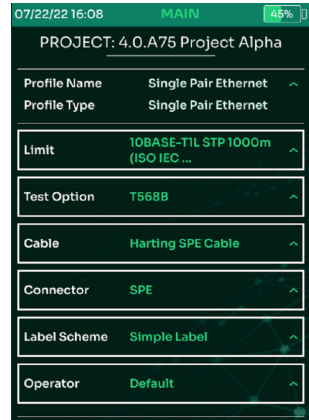 07/22/22 16:08 MAIN 45%
PROJECT: 4.0.A75 Project Alpha
Profile Name Single Pair Ethernet
Profile Type Single Pair Ethernet
Limit 10BASE-T1L STP 1000m
(ISO IEC ...
Test Option T568B
Cable Harting SPE Cable
Connector SPE
Label Scheme Simple Label
Operator Default